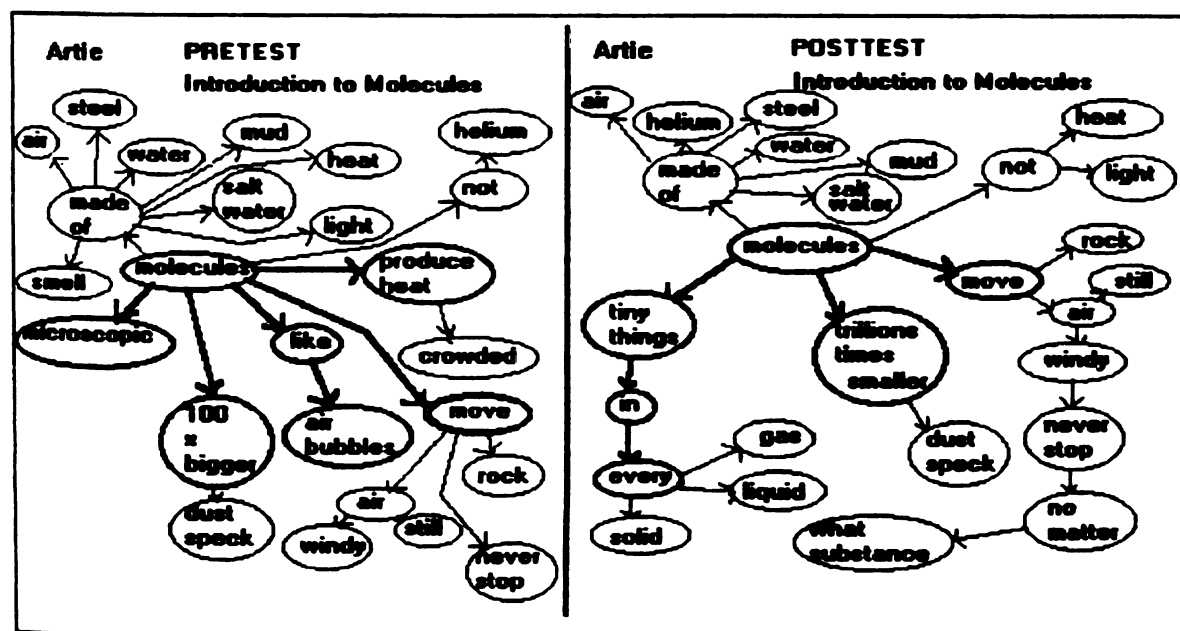 Artie PRETEST
Introduction to Molecules
steel
air
water
mud
heat
helium
not
made
of
salt
water
light
smell
molecules
produce
heat
microscopic
like
crowded
100
x
bigger
air
bubbles
move
rock
dust
speck
air
windy
still
never
stop
Artie POSTTEST
Introduction to Molecules
air
helium
steel
water
mud
heat
not
light
made
of
salt
water
molecules
rock
move
still
air
tiny
things
trillions
times
smaller
windy
in
never
stop
gas
dust
speck
every
liquid
solid
what
substance
no
matter